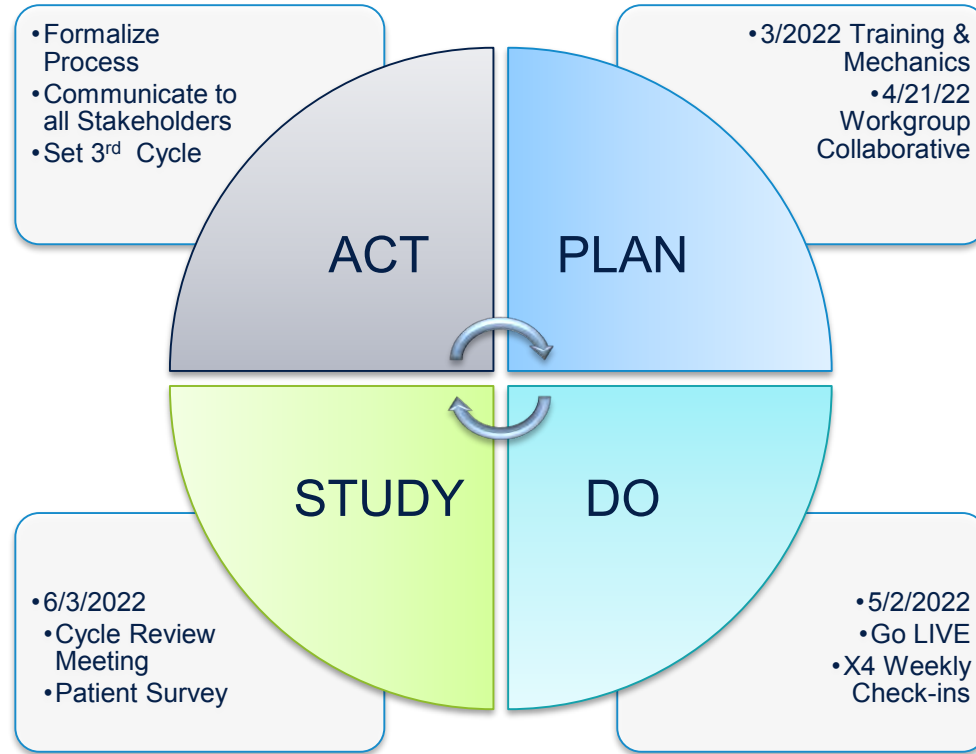 •Formalize
Process
•Communicate to
all Stakeholders
•Set 3rd Cycle
•3/2022 Training &
Mechanics
•4/21/22
Workgroup
Collaborative
ACT
PLAN
STUDY
DO
•6/3/2022
•Cycle Review
Meeting
•Patient Survey
•5/2/2022
•Go LIVE
•X4 Weekly
Check-ins